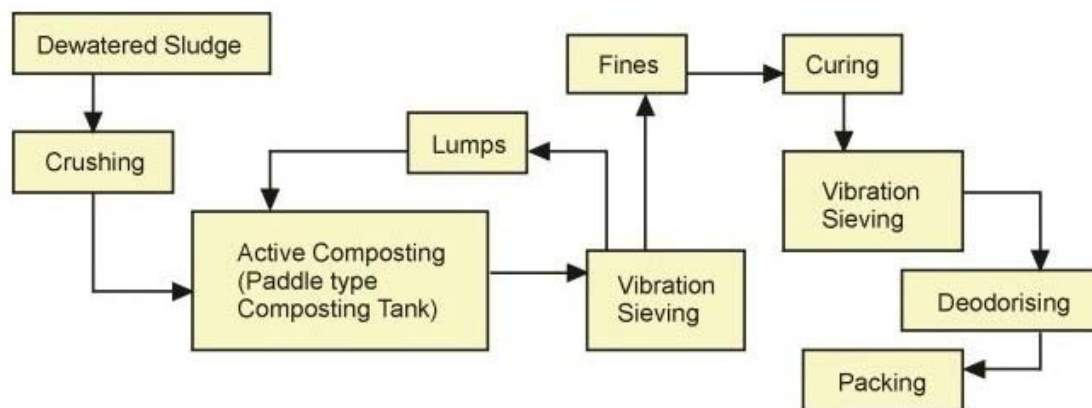 Dewatered Sludge
Crushing
Lumps
Active Composting
(Paddle type
Composting Tank)
Vibration
Sieving
Fines
Curing
Vibration
Sieving
Deodorising
Packing